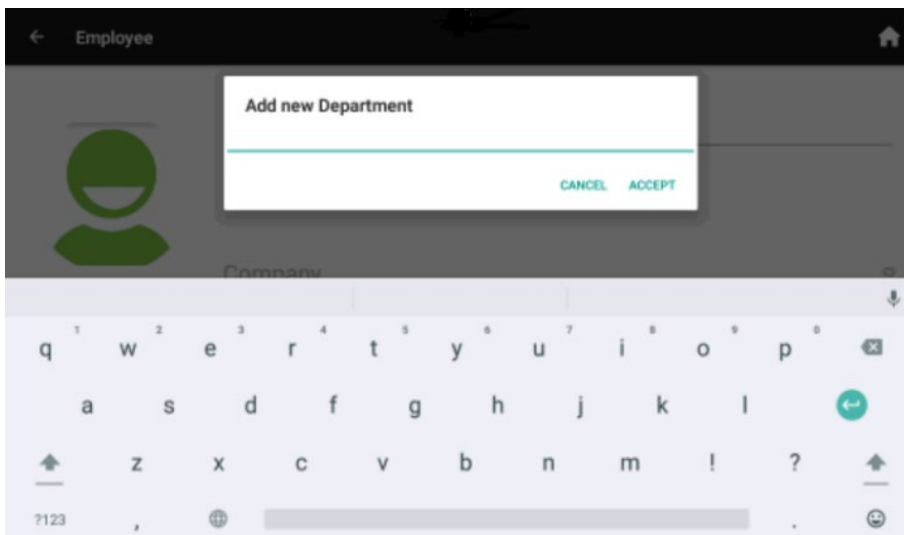 Employee
Add new Department
CANCEL ACCEPT
Company
1 2 3 4 5 6 7 8 9 0
q w e r t y u i o p
a s d f g h j k l
z x c v b n m ! ?
?123 , .